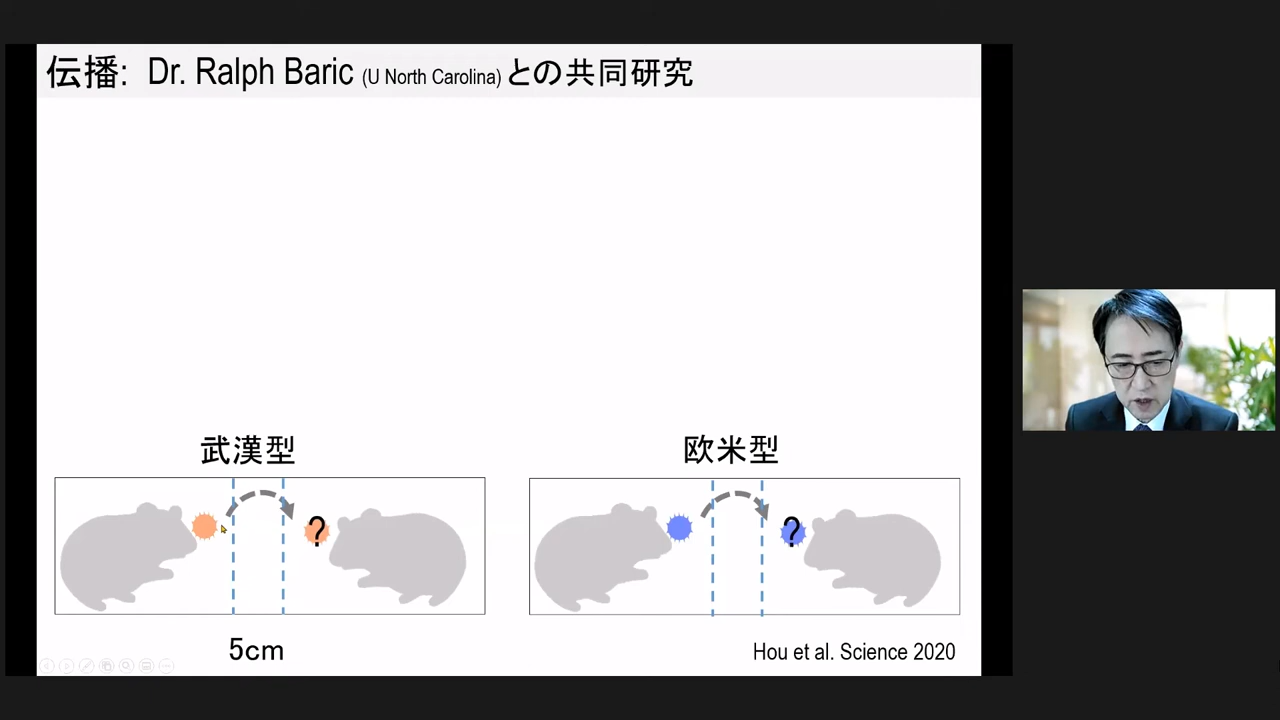 伝播: Dr. Ralph Baric (U North Carolina) との共同研究
武漢型
欧米型
?
?
5cm
Hou et al. Science 2020